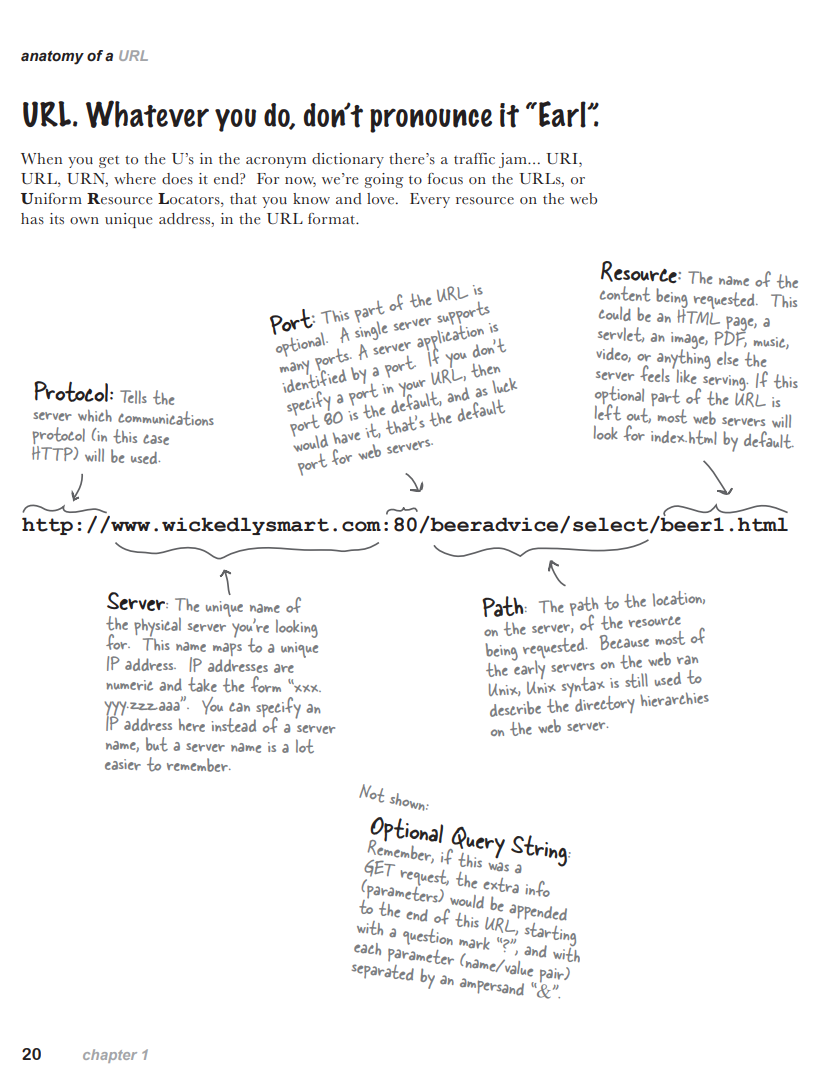 anatomy of a URL
URL. Whatever you do, don't pronounce it “Earl”.
When you get to the U's in the acronym dictionary there's a traffic jam... URI,
URL, URN, where does it end?  For now, we're going to focus on the URLs, or
Uniform Resource Locators, that you know and love.  Every resource on the web
has its own unique address, in the URL format.
Protocol: Tells the
server which communications
protocol (in this case
HTTP) will be used.
Port: This part of the URL is
optional.  A single server supports
many ports. A server application is
identified by a port.  If you don't
specify a port in your URL, then
port 80 is the default, and as luck
would have it, that's the default
port for web servers.
Resource: The name of the
content being requested.  This
could be an HTML page, a
servlet, an image, PDF, music,
video, or anything else the
server feels like serving. If this
optional part of the URL is
left out, most web servers will
look for index.html by default.
http://www.wickedlysmart.com:80/beeradvice/select/beer1.html
Server: The unique name of
the physical server you're looking
for.  This name maps to a unique
IP address.  IP addresses are
numeric and take the form “xxx.
yyy.zzz.aaa”.  You can specify an
IP address here instead of a server
name, but a server name is a lot
easier to remember.
Path:  The path to the location,
on the server, of the resource
being requested.  Because most of
the early servers on the web ran
Unix, Unix syntax is still used to
describe the directory hierarchies
on the web server.
Not shown:
Optional Query String:
Remember, if this was a
GET request, the extra info
(parameters) would be appended
to the end of this URL, starting
with a question mark “?”, and with
each parameter (name/value pair)
separated by an ampersand “&”.
20 chapter 1